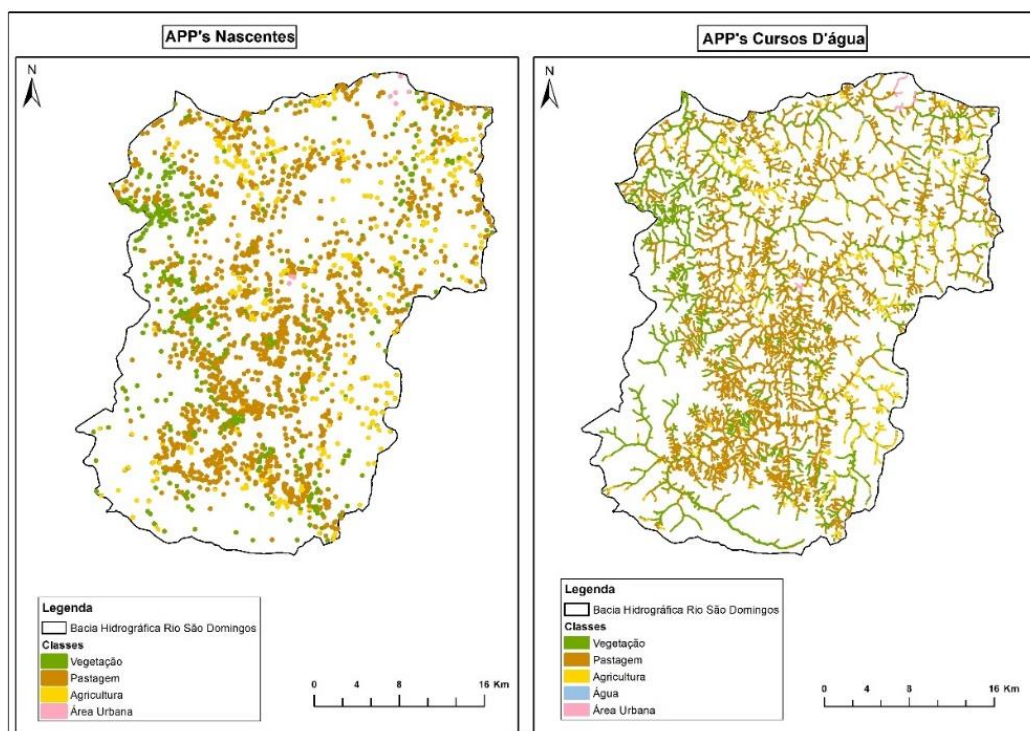 APP's Nascentes
N
Legenda
Bacia Hidrográfica Rio São Domingos
Classes
Vegetação
Pastagem
Agricultura
Área Urbana
0 4 8 16 Km
APP's Cursos D'água
N
Legenda
Bacia Hidrográfica Rio São Domingos
Classes
Vegetação
Pastagem
Agricultura
Água
Área Urbana
0 4 8 16 Km